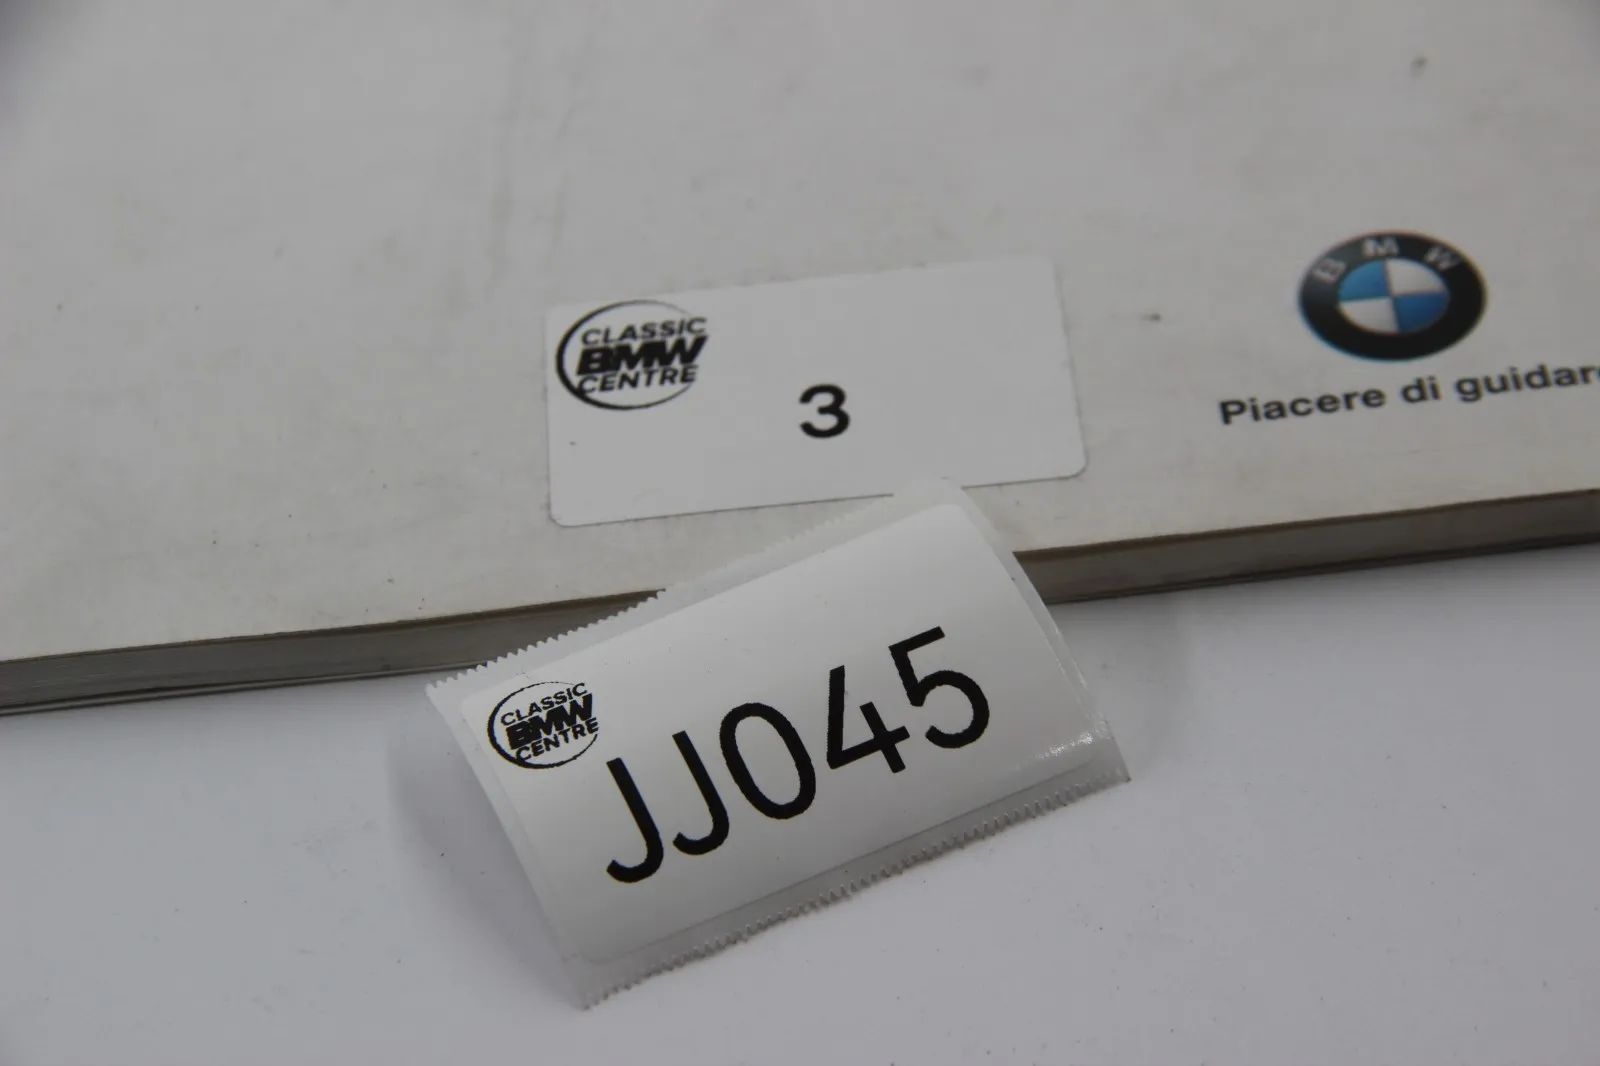 CLASSIC
BMW
CENTRE
3
BMW
Piacere di guidar
CLASSIC
BMW
CENTRE
JJ045